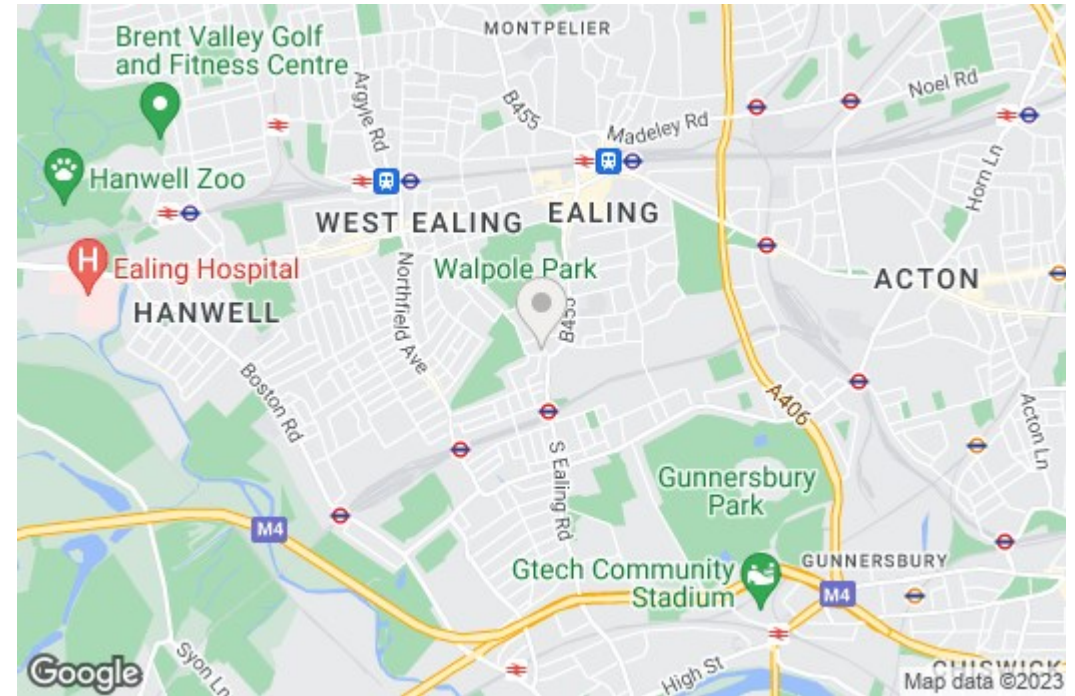 MONTPELIER
Brent Valley Golf
and Fitness Centre
Argyle Rd
B455
Madeley Rd
Noel Rd
Horn Ln
Hanwell Zoo
WEST EALING
EALING
Ealing Hospital
H
HANWELL
Northfield Ave
Walpole Park
B455
ACTON
Boston Rd
A406
Acton Ln
S Ealing Rd
Gunnersbury
Park
M4
Gtech Community
Stadium
GUNNERSBURY
M4
Syon Ln
High St
CHISWICK
Google
Map data ©2023